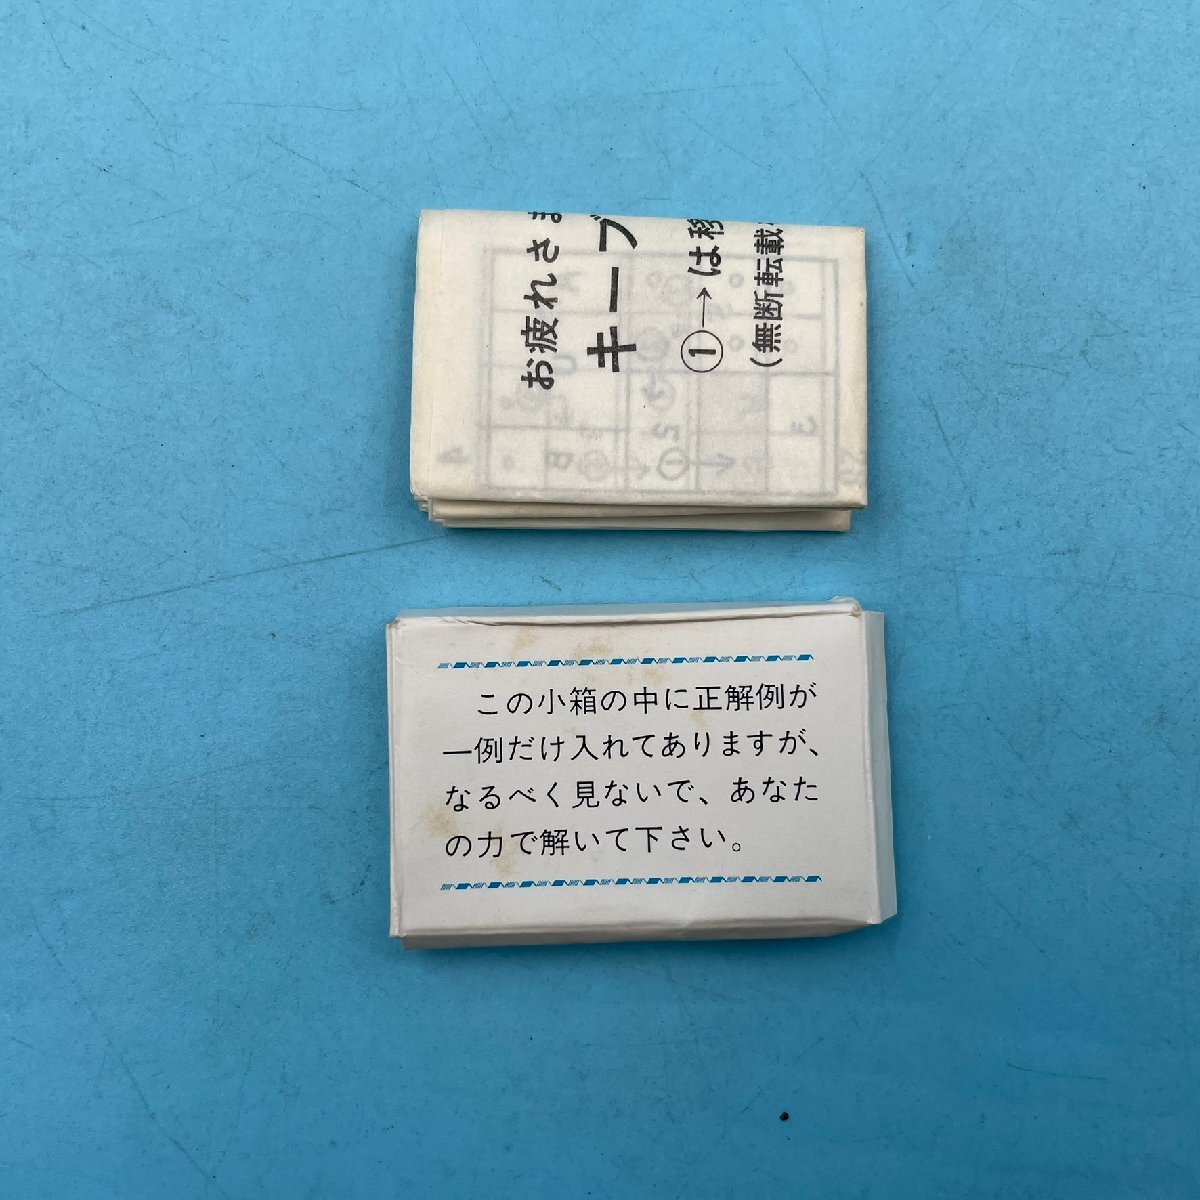 お疲れさま
キーブ
①→は移
(無断転載
この小箱の中に正解例が
一例だけ入れてありますが、
なるべく見ないで、あなた
の力で解いて下さい。